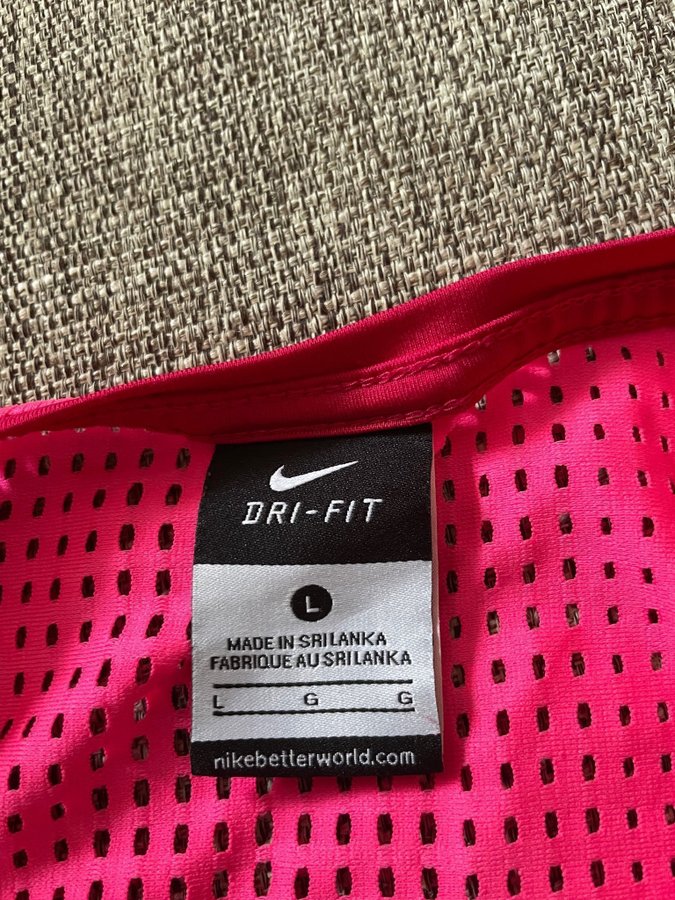 DRI-FIT
L
MADE IN SRI LANKA
FABRIQUE AU SRI LANKA
L G G
nikebetterworld.com